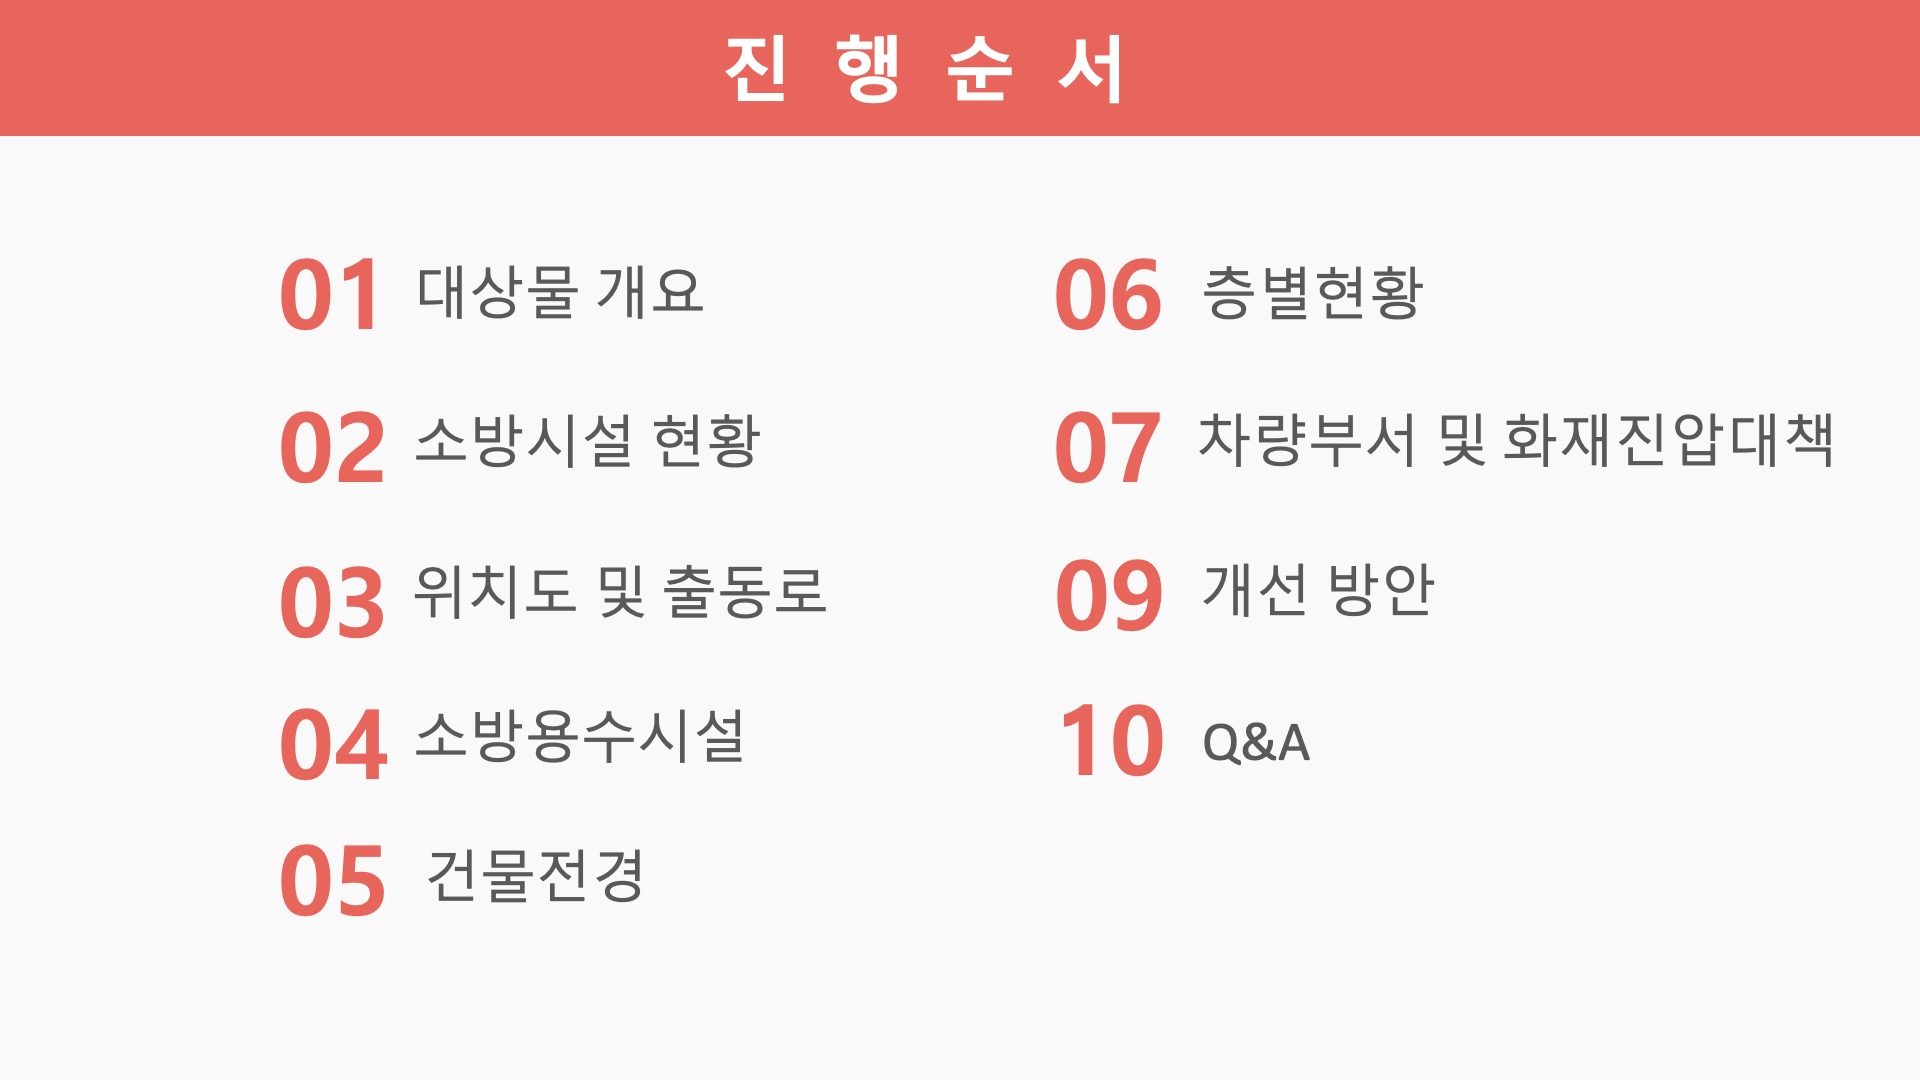 진 행 순 서
01 대상물 개요
02 소방시설 현황
03 위치도 및 출동로
04 소방용수시설
05 건물전경
06 층별현황
07 차량부서 및 화재진압대책
09 개선 방안
10 Q&A